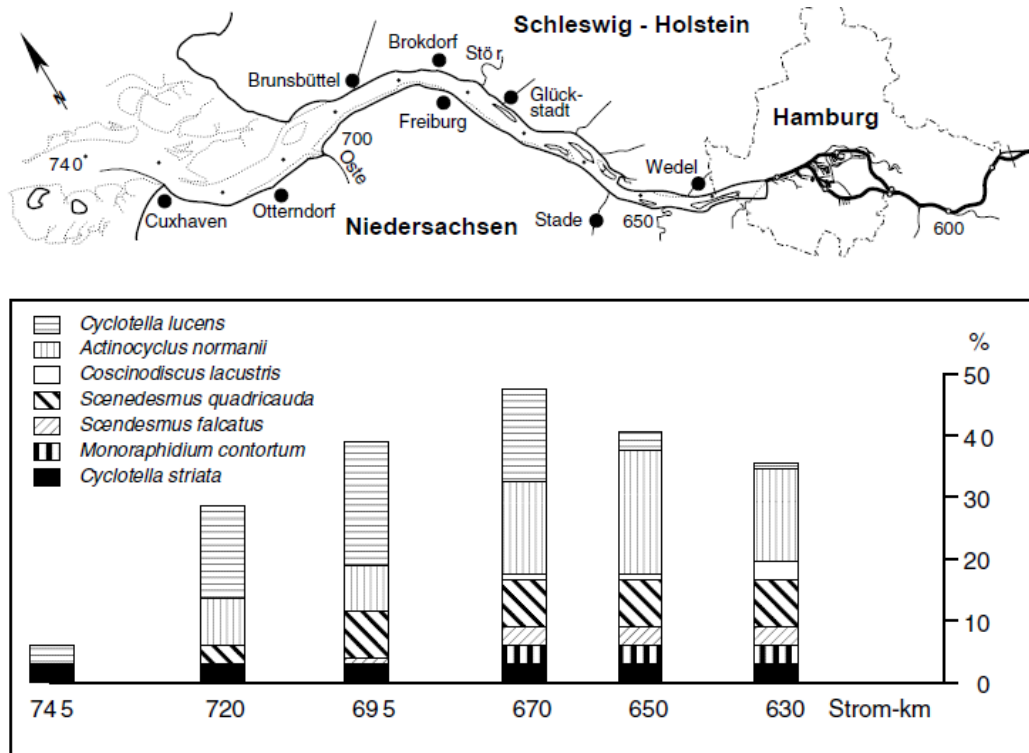 Schleswig - Holstein
Brokdorf
Stör
Brunsbüttel
Glück-
stadt
N
Freiburg
Hamburg
700
740
Oste
Wedel
Cuxhaven
Otterndorf
Niedersachsen
Stade
650
600
Cyclotella lucens
Actinocyclus normanii
Coscinodiscus lacustris
Scenedesmus quadricauda
Scendesmus falcatus
Monoraphidium contortum
Cyclotella striata
%
50
40
30
20
10
0
745 720 695 670 650 630 Strom-km